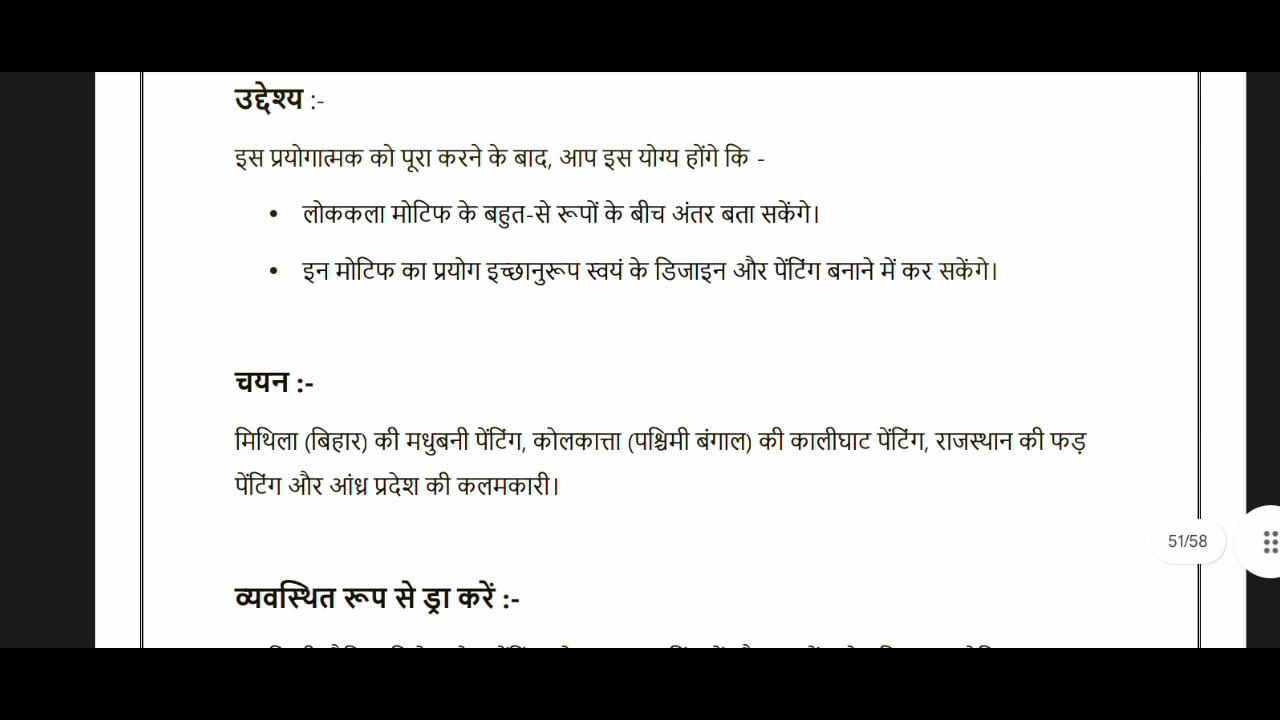 उद्देश्य :-
इस प्रयोगात्मक को पूरा करने के बाद, आप इस योग्य होंगे कि -
• लोककला मोटिफ के बहुत-से रूपों के बीच अंतर बता सकेंगे।
• इन मोटिफ का प्रयोग इच्छानुरूप स्वयं के डिजाइन और पेंटिंग बनाने में कर सकेंगे।
चयन :-
मिथिला (बिहार) की मधुबनी पेंटिंग, कोलकात्ता (पश्चिमी बंगाल) की कालीघाट पेंटिंग, राजस्थान की फड़
पेंटिंग और आंध्र प्रदेश की कलमकारी।
51/58
व्यवस्थित रूप से ड्रा करें :-